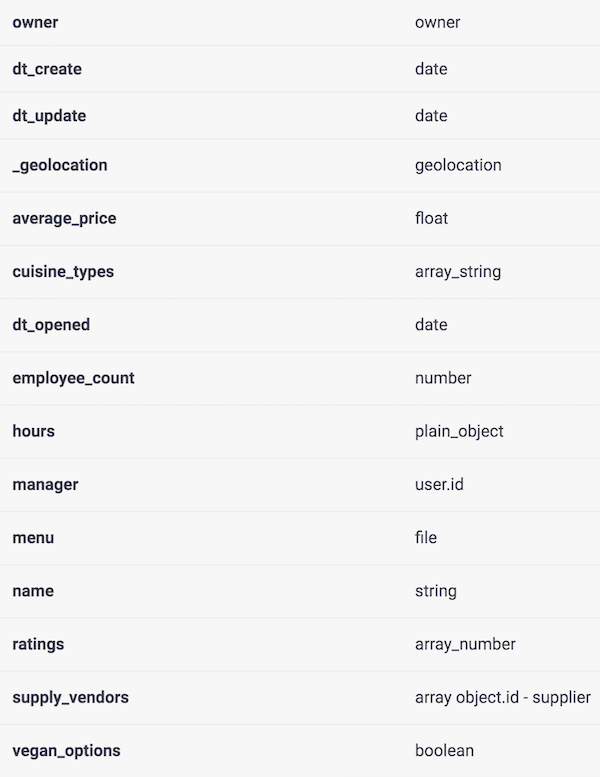 owner owner
dt_create date
dt_update date
_geolocation geolocation
average_price float
cuisine_types array_string
dt_opened date
employee_count number
hours plain_object
manager user.id
menu file
name string
ratings array_number
supply_vendors array object.id - supplier
vegan_options boolean